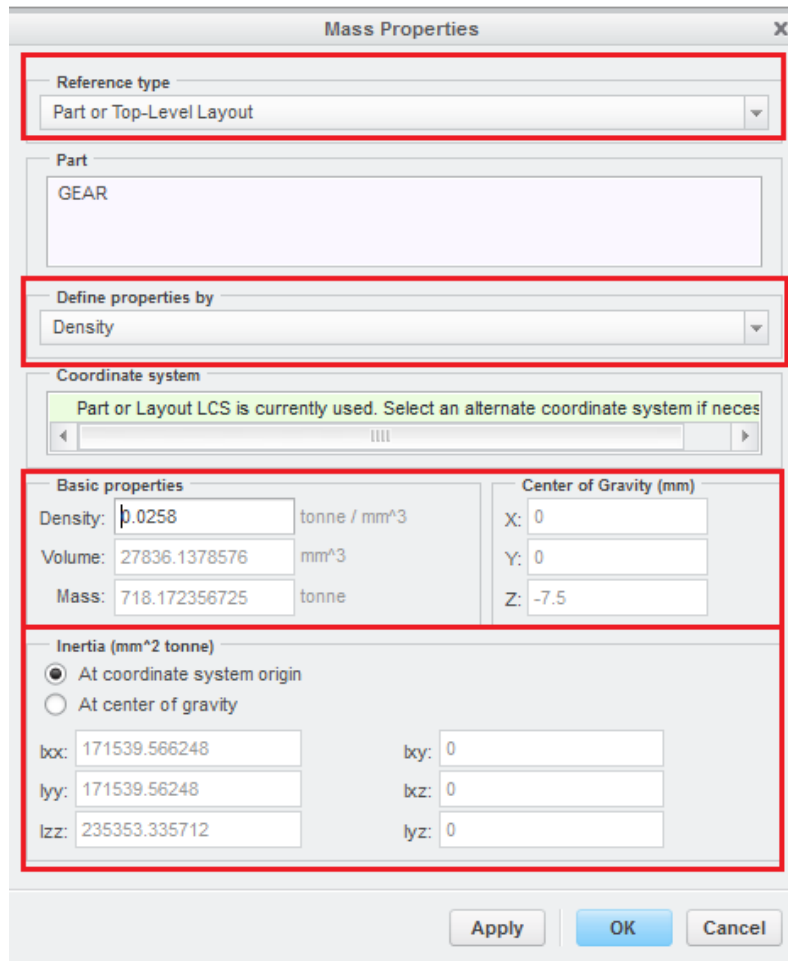 Mass Properties
X
Reference type
Part or Top-Level Layout
Part
GEAR
Define properties by
Density
Coordinate system
Part or Layout LCS is currently used. Select an alternate coordinate system if neces
Basic properties
Density: 0.0258 tonne / mm^3
Volume: 27836.1378576 mm^3
Mass: 718.172356725 tonne
Center of Gravity (mm)
X: 0
Y: 0
Z: -7.5
Inertia (mm^2 tonne)
At coordinate system origin
At center of gravity
Ixx: 171539.566248 Ixy: 0
Iyy: 171539.56248 Ixz: 0
Izz: 235353.335712 Iyz: 0
Apply OK Cancel